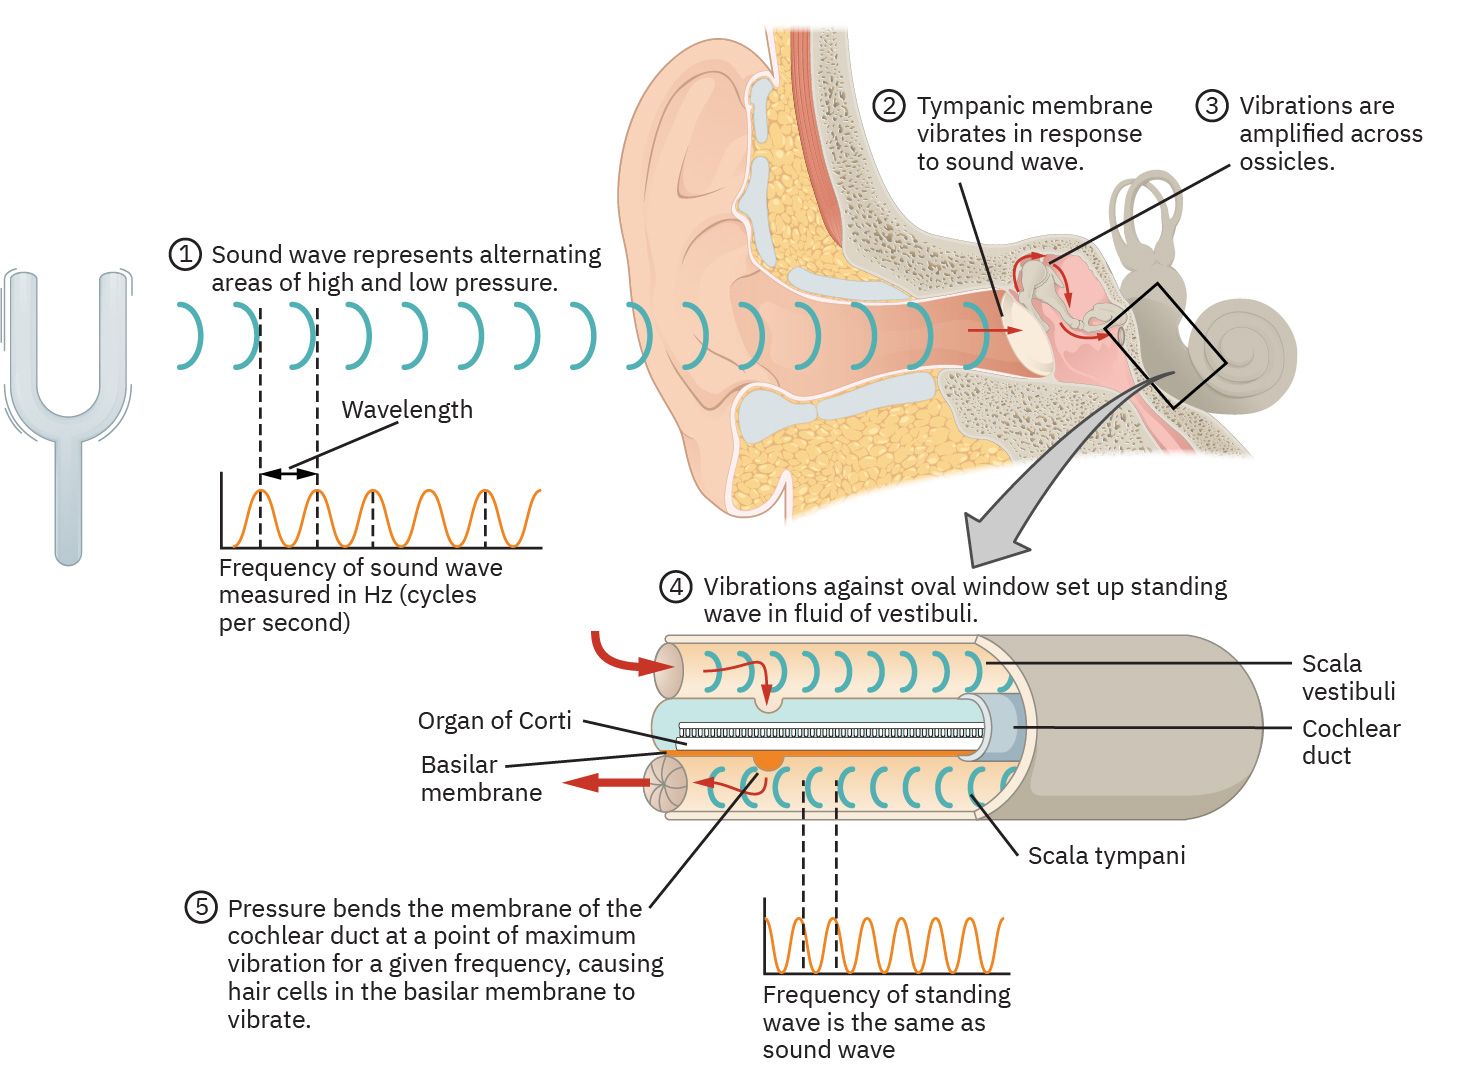 ① Sound wave represents alternating
areas of high and low pressure.
② Tympanic membrane
vibrates in response
to sound wave.
③ Vibrations are
amplified across
ossicles.
Wavelength
Frequency of sound wave
measured in Hz (cycles
per second)
④ Vibrations against oval window set up standing
wave in fluid of vestibuli.
Scala
vestibuli
Cochlear
duct
Organ of Corti
Basilar
membrane
Scala tympani
⑤ Pressure bends the membrane of the
cochlear duct at a point of maximum
vibration for a given frequency, causing
hair cells in the basilar membrane to
vibrate.
Frequency of standing
wave is the same as
sound wave